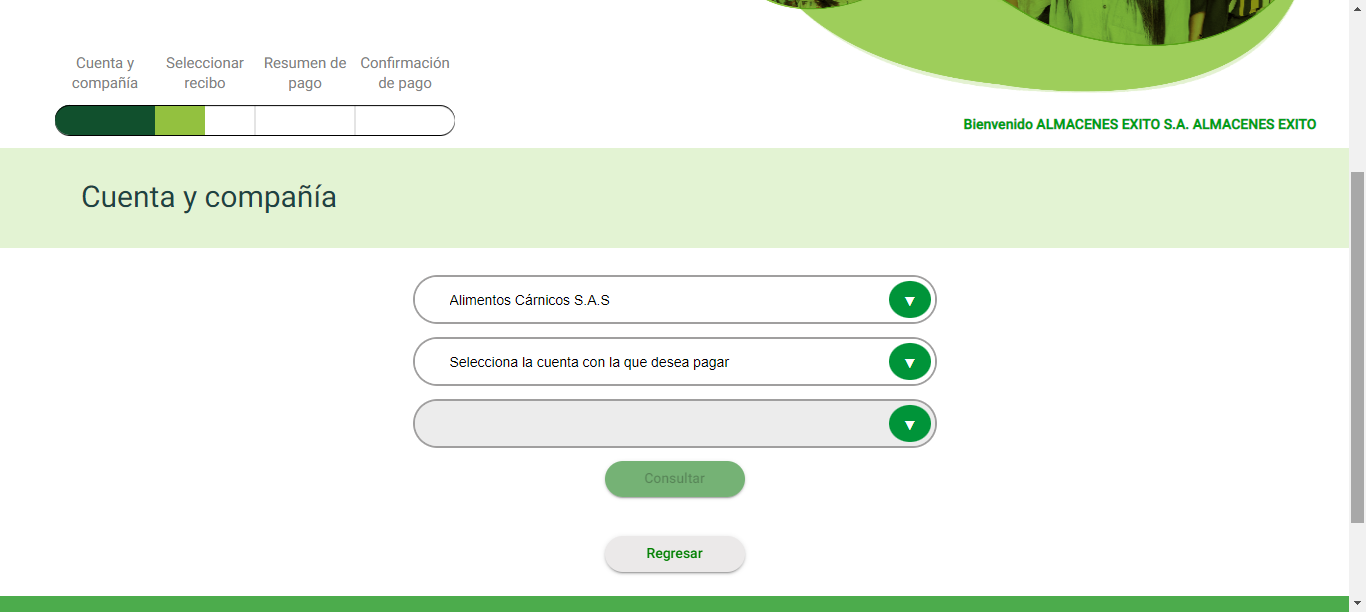 Cuenta y compañía
Seleccionar recibo
Resumen de pago
Confirmación de pago
Bienvenido ALMACENES EXITO S.A. ALMACENES EXITO
Cuenta y compañía
Alimentos Cárnicos S.A.S
Selecciona la cuenta con la que desea pagar
Consultar
Regresar